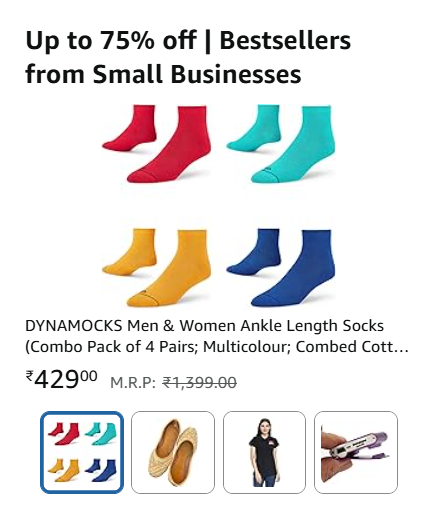 Up to 75% off | Bestsellers
from Small Businesses
DYNAMOCKS Men & Women Ankle Length Socks
(Combo Pack of 4 Pairs; Multicolour; Combed Cott...
₹429⁰⁰ M.R.P: ₹1,399.00